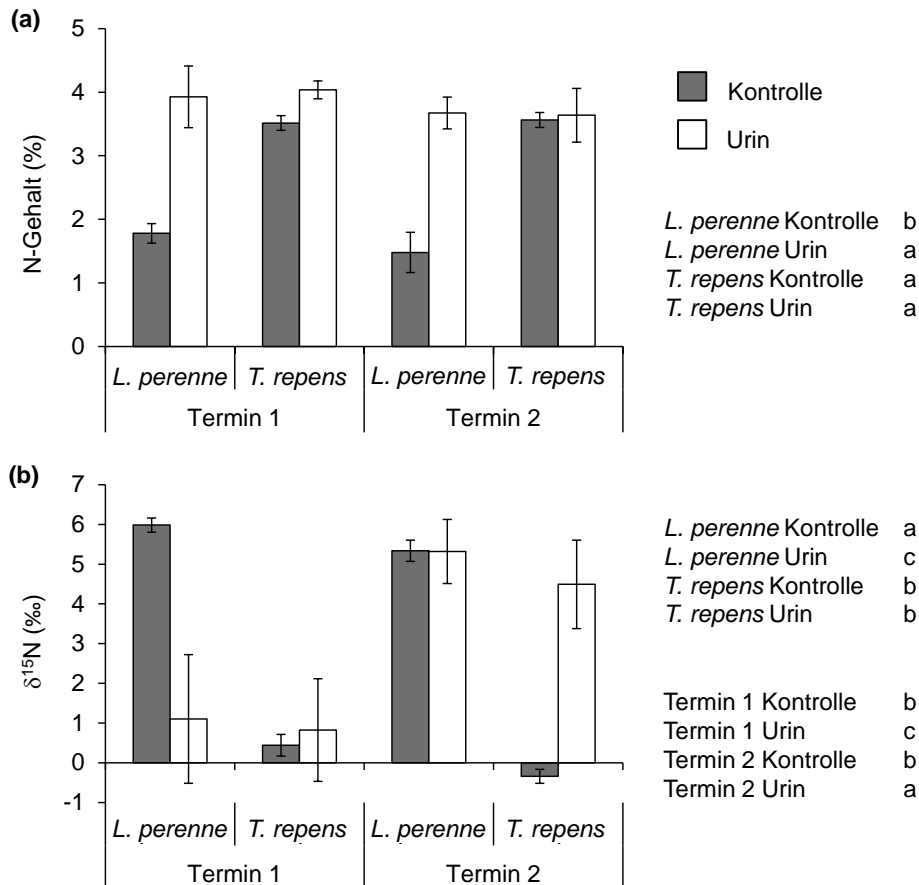 (a)
5
4
3
2
1
0
N-Gehalt (%)
L. perenne T. repens L. perenne T. repens
Termin 1 Termin 2
Kontrolle
Urin
L. perenne Kontrolle b
L. perenne Urin a
T. repens Kontrolle a
T. repens Urin a
(b)
7
6
5
4
3
2
1
0
-1
δ¹⁵N (‰)
L. perenne T. repens L. perenne T. repens
Termin 1 Termin 2
L. perenne Kontrolle a
L. perenne Urin c
T. repens Kontrolle b
T. repens Urin b
Termin 1 Kontrolle b
Termin 1 Urin c
Termin 2 Kontrolle b
Termin 2 Urin a